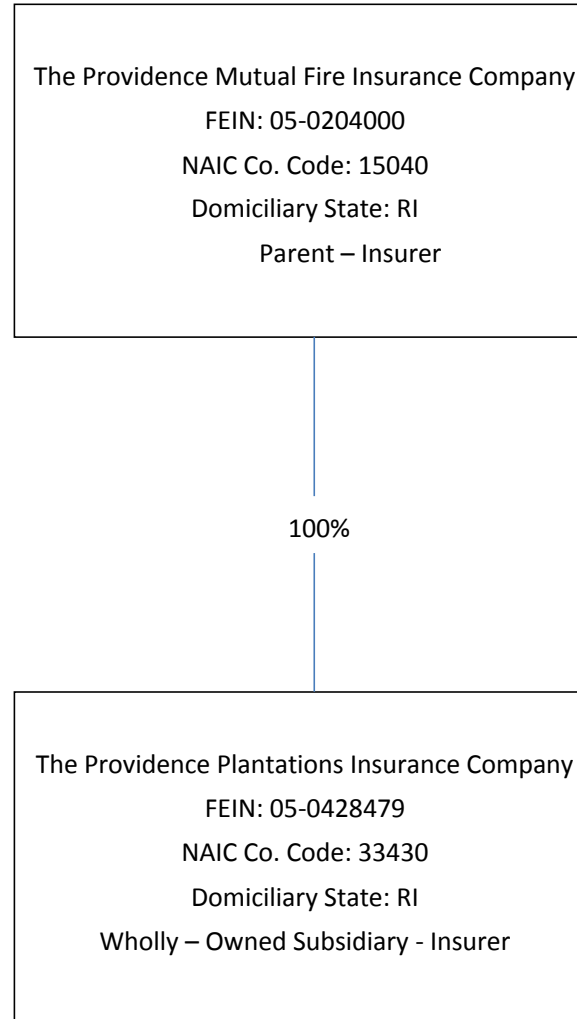 The Providence Mutual Fire Insurance Company
FEIN: 05-0204000
NAIC Co. Code: 15040
Domiciliary State: RI
Parent – Insurer
100%
The Providence Plantations Insurance Company
FEIN: 05-0428479
NAIC Co. Code: 33430
Domiciliary State: RI
Wholly – Owned Subsidiary - Insurer